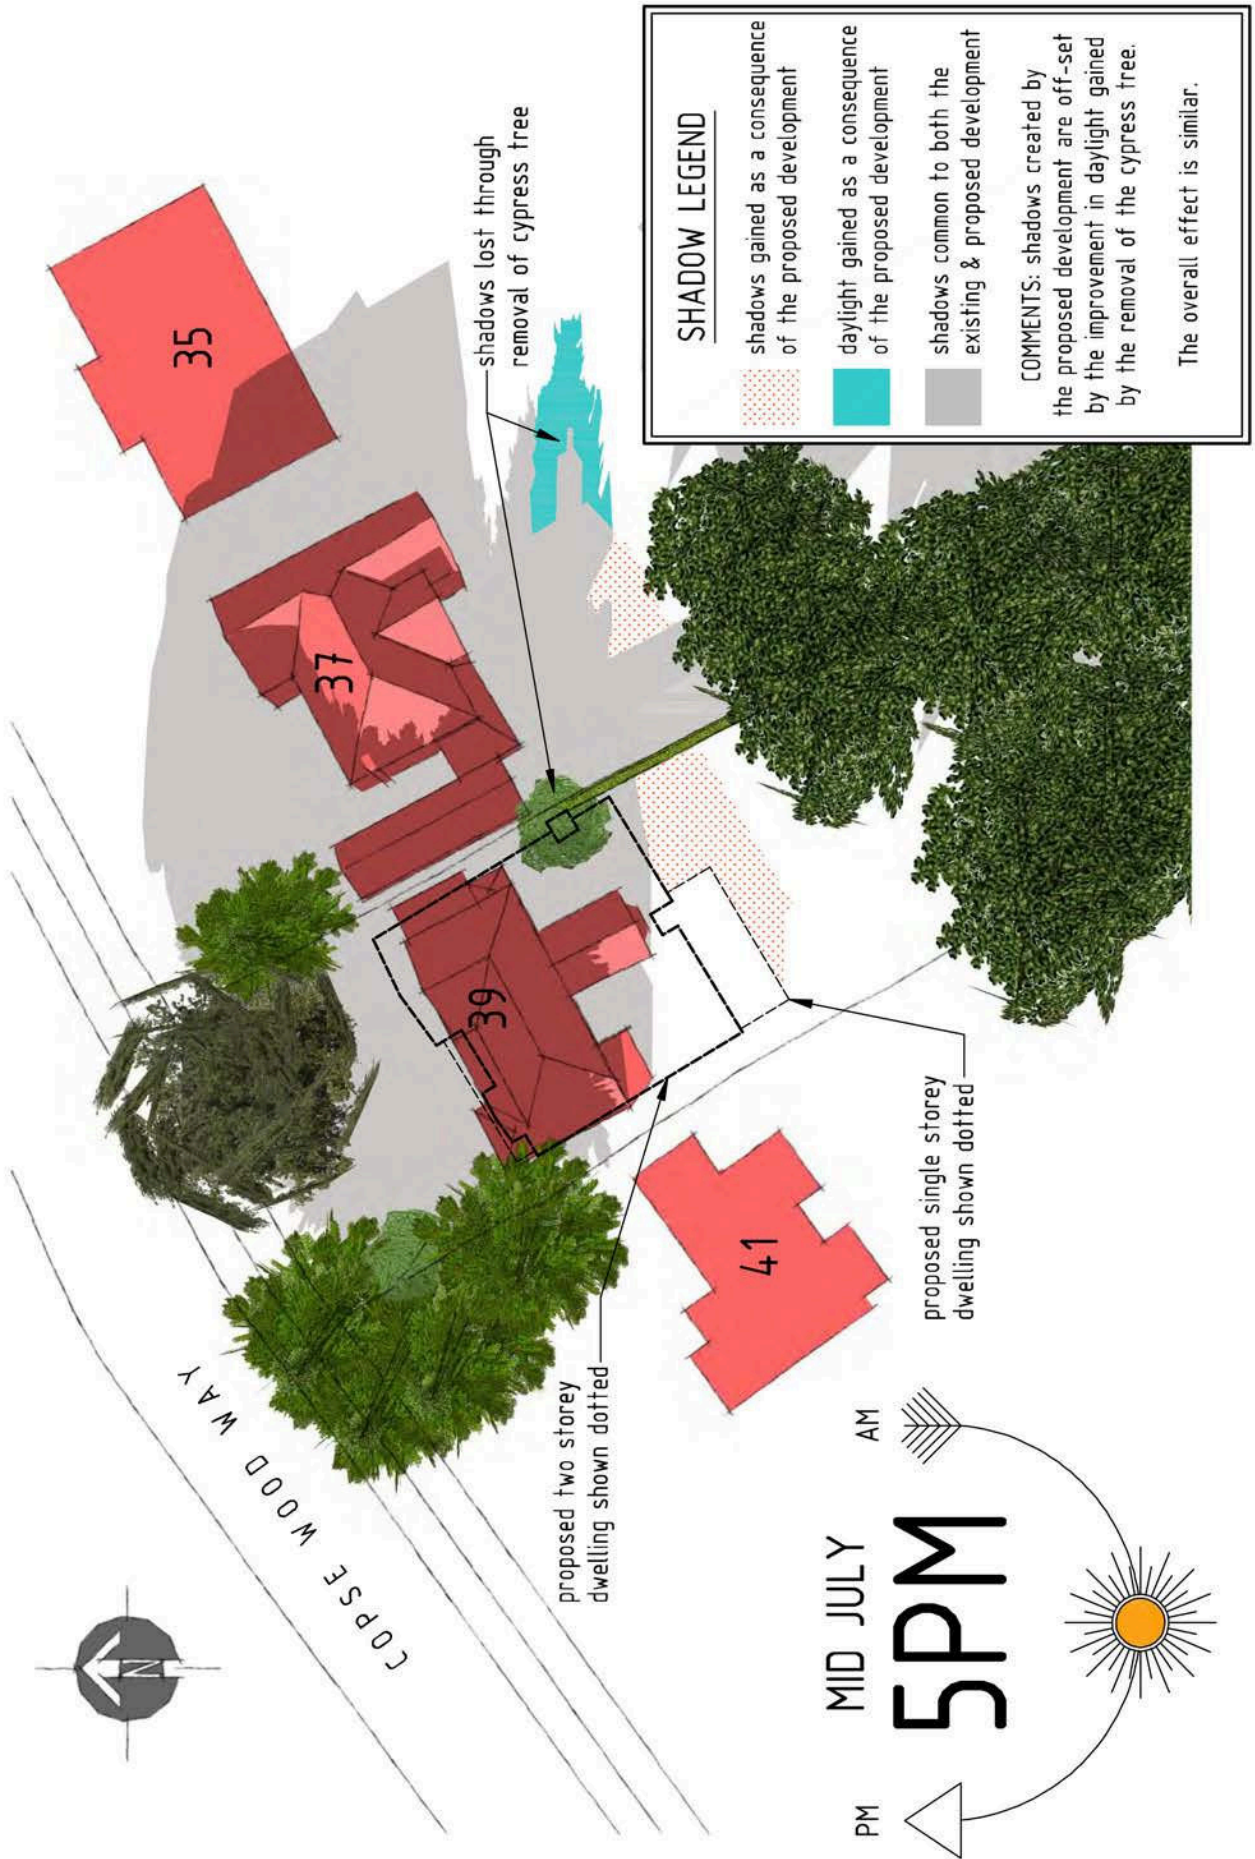 N
COPSE WOOD WAY
35
37
39
41
shadows lost through
removal of cypress tree
proposed two storey
dwelling shown dotted
proposed single storey
dwelling shown dotted
MID JULY
5PM
PM
AM
SHADOW LEGEND
shadows gained as a consequence
of the proposed development
daylight gained as a consequence
of the proposed development
shadows common to both the
existing & proposed development
COMMENTS: shadows created by
the proposed development are off-set
by the improvement in daylight gained
by the removal of the cypress tree.
The overall effect is similar.